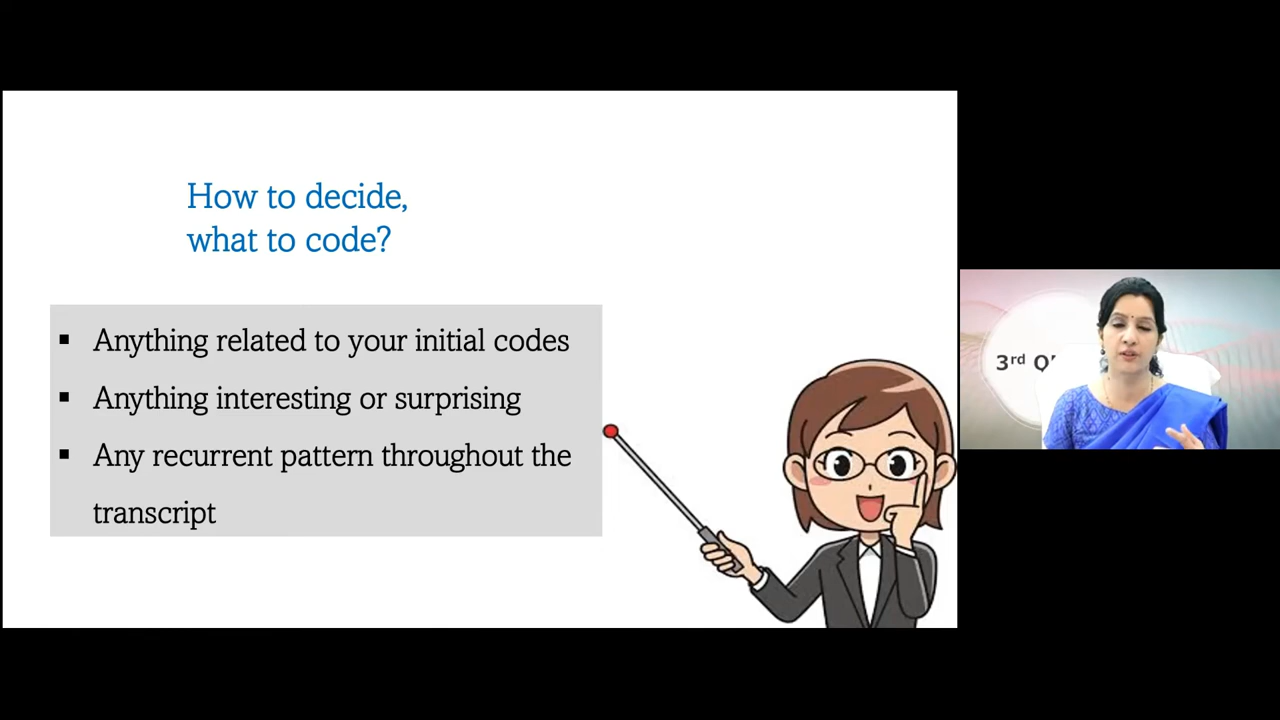 How to decide,
what to code?
▪ Anything related to your initial codes
▪ Anything interesting or surprising
▪ Any recurrent pattern throughout the
transcript
3rd